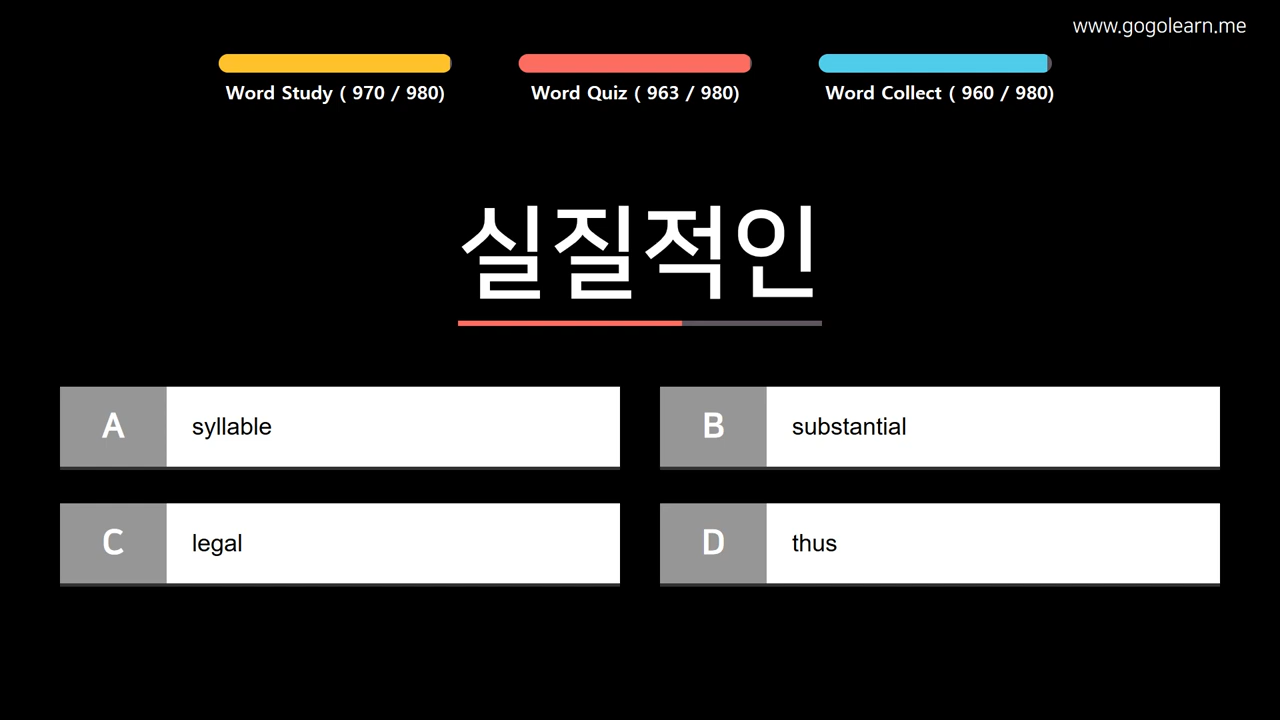 www.gogolearn.me
Word Study ( 970 / 980)
Word Quiz ( 963 / 980)
Word Collect ( 960 / 980)
실질적인
A
syllable
B
substantial
C
legal
D
thus